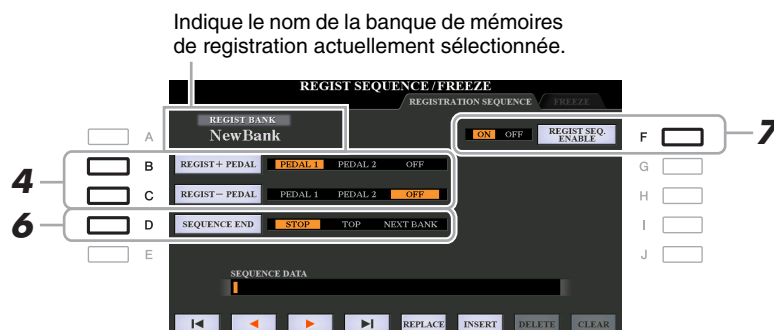 Indique le nom de la banque de mémoires
de registration actuellement sélectionnée.
REGIST SEQUENCE/FREEZE
REGISTRATION SEQUENCE FREEZE
REGIST BANK
NewBank
ON OFF REGIST SEQ.
ENABLE
A
F
7
4
B
REGIST+ PEDAL PEDAL 1 PEDAL 2 OFF
G
C
REGIST− PEDAL PEDAL 1 PEDAL 2 OFF
H
6
D
SEQUENCE END STOP TOP NEXT BANK
I
E
J
SEQUENCE DATA
REPLACE INSERT DELETE CLEAR